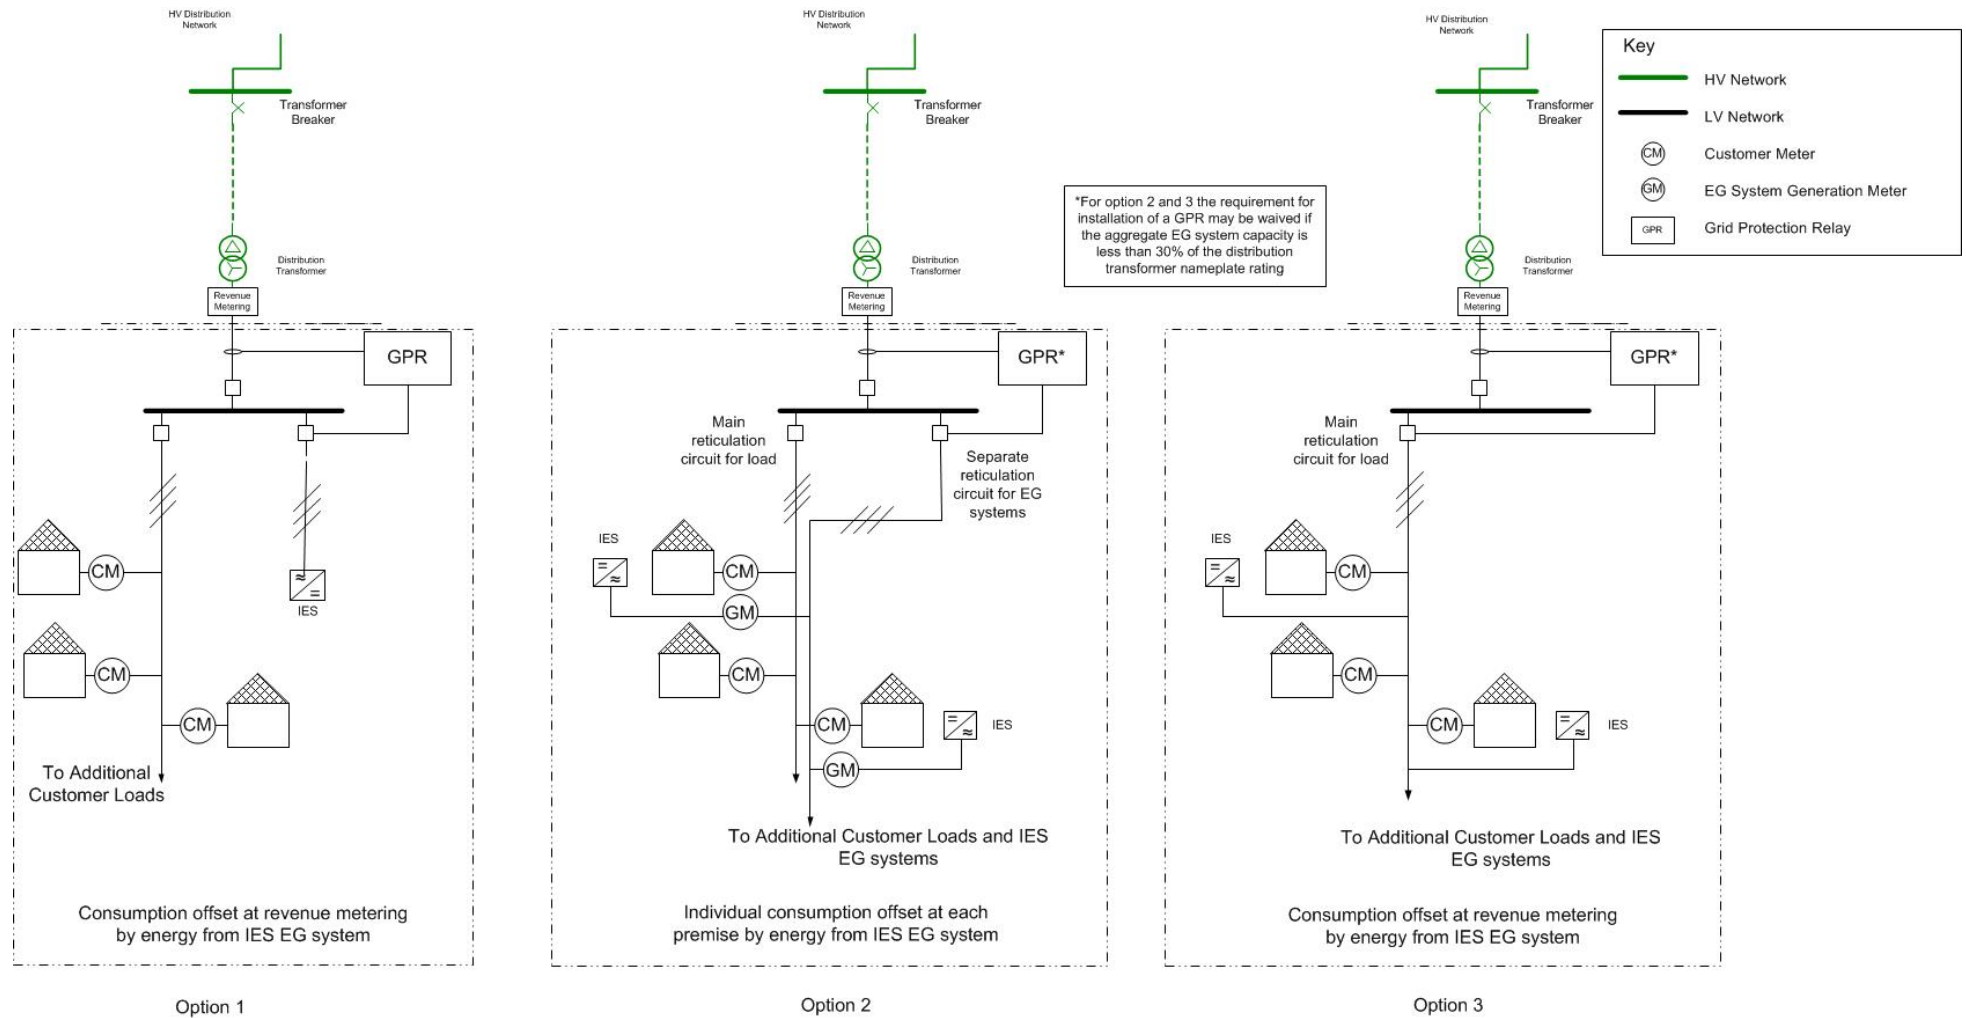 HV Distribution
Network
Transformer
Breaker
Distribution
Transformer
Revenue
Metering
GPR
CM
CM
CM
IES
To Additional
Customer Loads
Consumption offset at revenue metering
by energy from IES EG system
Option 1
HV Distribution
Network
Transformer
Breaker
Distribution
Transformer
Revenue
Metering
GPR*
Main
reticulation
circuit for load
Separate
reticulation
circuit for EG
systems
IES
CM
GM
CM
CM
IES
GM
To Additional Customer Loads and IES
EG systems
Individual consumption offset at each
premise by energy from IES EG system
Option 2
*For option 2 and 3 the requirement for
installation of a GPR may be waived if
the aggregate EG system capacity is
less than 30% of the distribution
transformer nameplate rating
HV Distribution
Network
Transformer
Breaker
Distribution
Transformer
Revenue
Metering
GPR*
Main
reticulation
circuit for load
IES
CM
CM
CM
IES
To Additional Customer Loads and IES
EG systems
Consumption offset at revenue metering
by energy from IES EG system
Option 3
Key
HV Network
LV Network
CM Customer Meter
GM EG System Generation Meter
GPR Grid Protection Relay